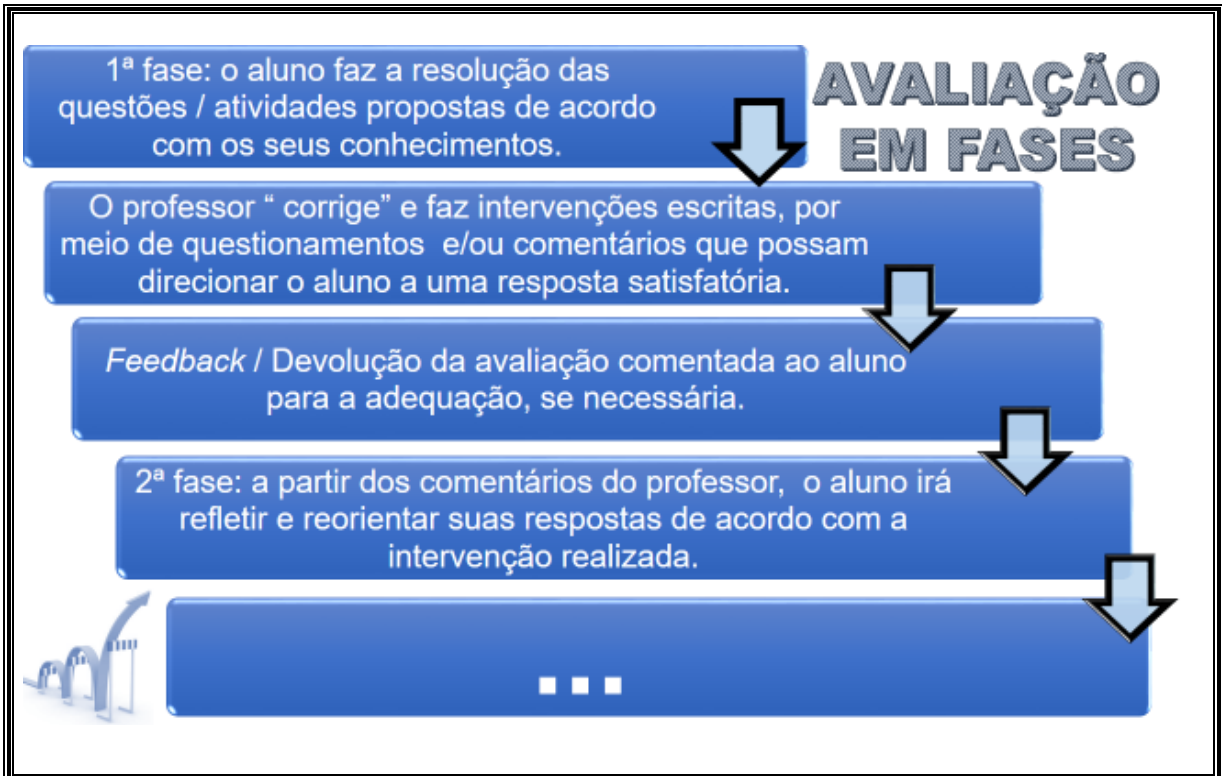 AVALIAÇÃO
EM FASES
1ª fase: o aluno faz a resolução das
questões / atividades propostas de acordo
com os seus conhecimentos.
O professor “ corrige” e faz intervenções escritas, por
meio de questionamentos e/ou comentários que possam
direcionar o aluno a uma resposta satisfatória.
Feedback / Devolução da avaliação comentada ao aluno
para a adequação, se necessária.
2ª fase: a partir dos comentários do professor, o aluno irá
refletir e reorientar suas respostas de acordo com a
intervenção realizada.
...